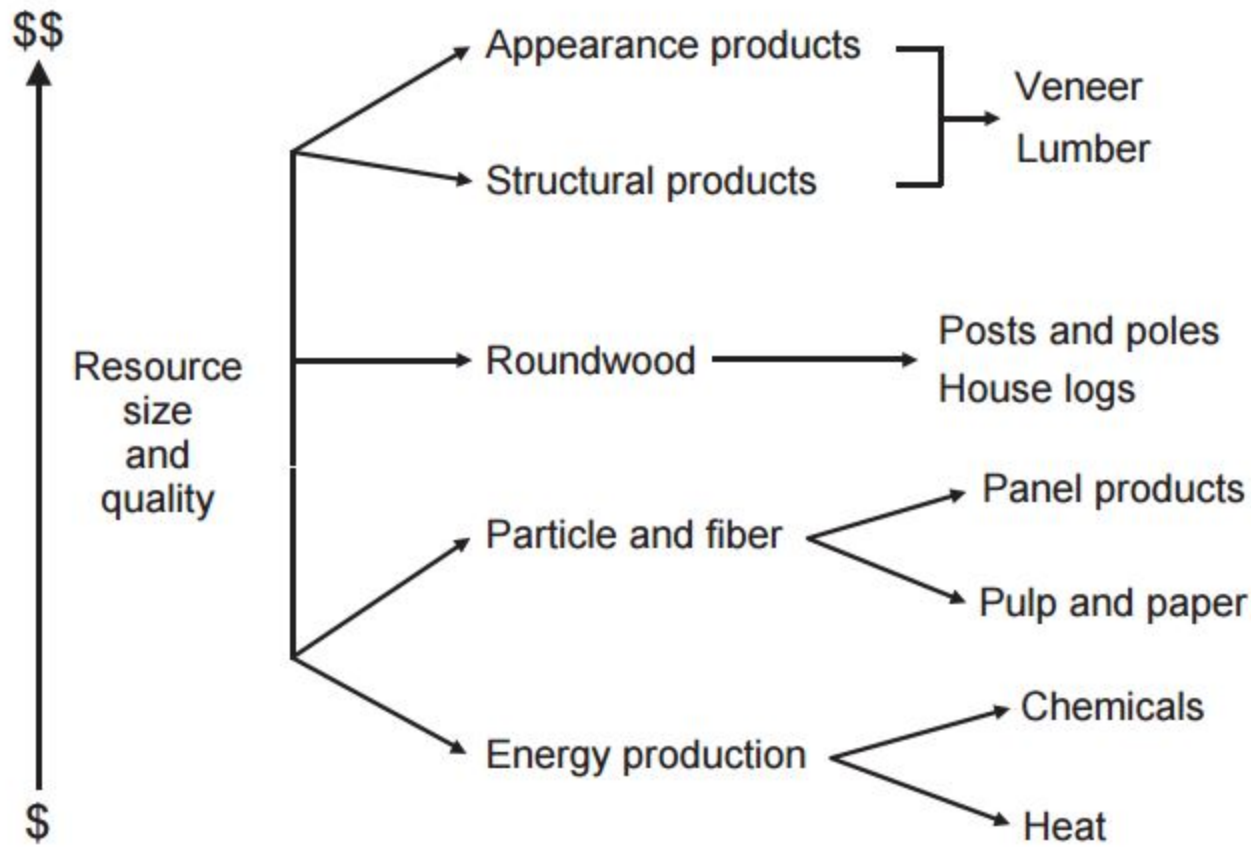 $$
Appearance products
Veneer
Lumber
Structural products
Resource
size
and
quality
Roundwood
Posts and poles
House logs
Particle and fiber
Panel products
Pulp and paper
Energy production
Chemicals
Heat
$